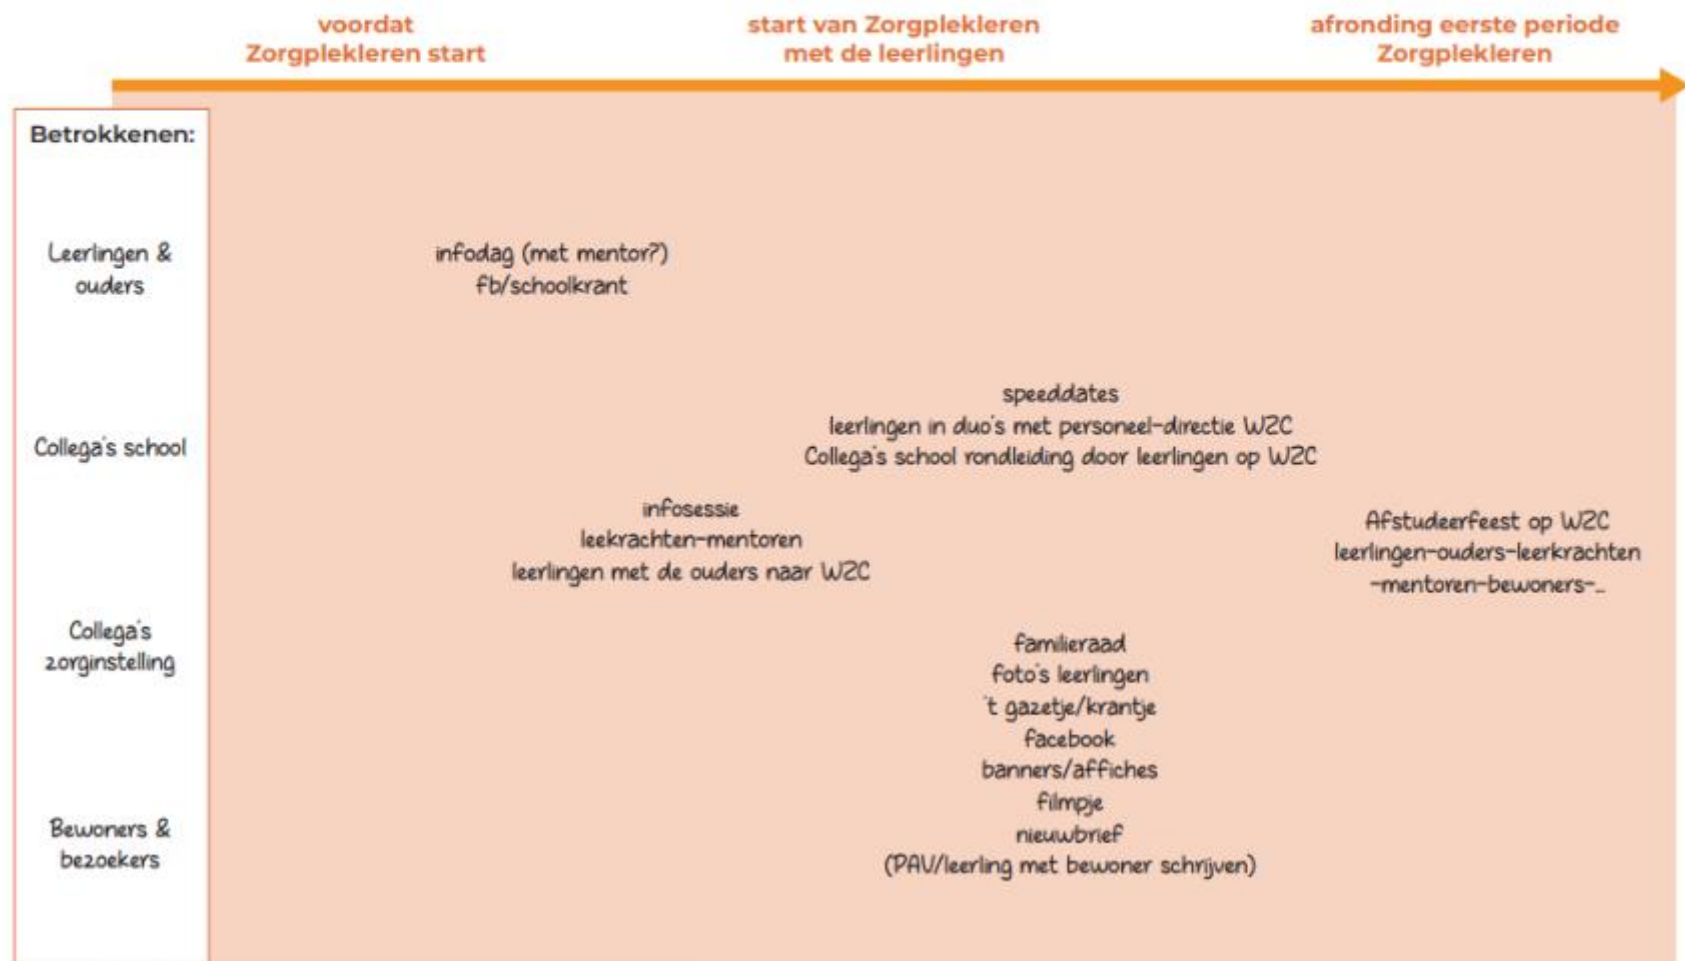 voordat
Zorgplekleren start
start van Zorgplekleren
met de leerlingen
afronding eerste periode
Zorgplekleren
Betrokkenen:
Leerlingen &
ouders
infodag (met mentor?)
fb/schoolkrant
Collega's school
speeddates
leerlingen in duo's met personeel-directie WZC
Collega's school rondleiding door leerlingen op WZC
infosessie
leekrachten-mentoren
leerlingen met de ouders naar WZC
Afstudeerfeest op WZC
leerlingen-ouders-leerkrachten
-mentoren-bewoners-...
Collega's
zorginstelling
familieraad
foto's leerlingen
't gazetje/krantje
facebook
banners/affiches
filmpje
nieuwbrief
(PAV/leerling met bewoner schrijven)
Bewoners &
bezoekers